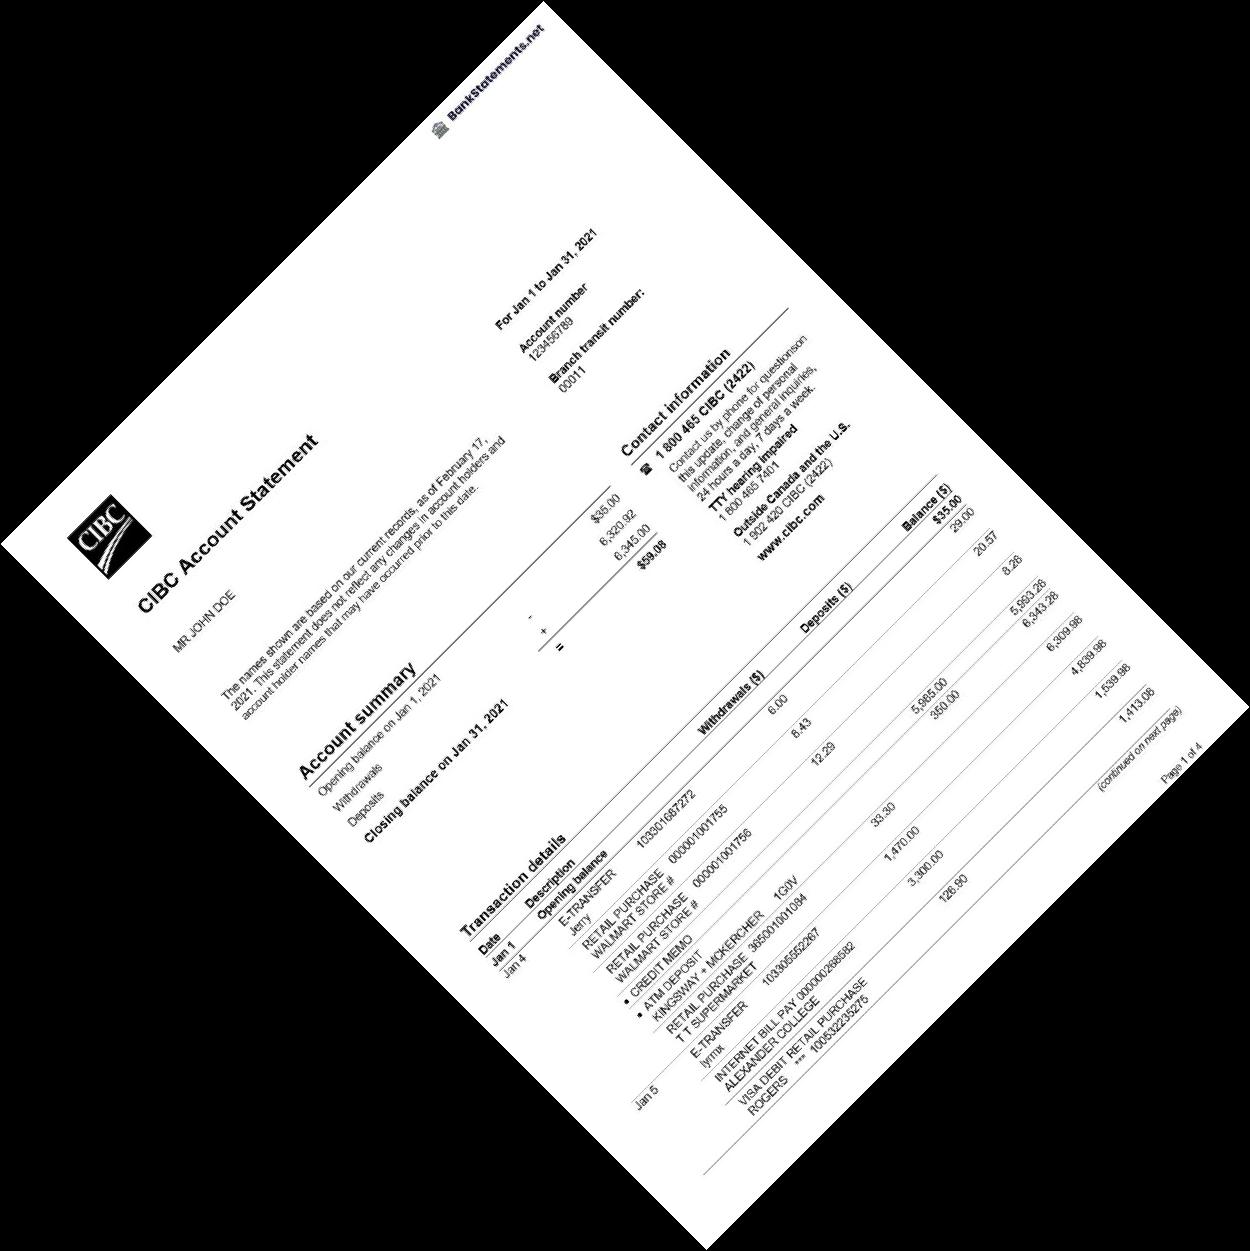 BankStatements.net
CIBC
CIBC Account Statement
For Jan 1 to Jan 31, 2021
MR JOHN DOE
Account number
123456789
Branch transit number:
00011
The names shown are based on our current records, as of February 17,
2021. This statement does not reflect any changes in account holders and
account holder names that may have occurred prior to this date.
Account summary
Opening balance on Jan 1, 2021 $35.00
Withdrawals - 6,320.92
Deposits + 6,345.00
Closing balance on Jan 31, 2021 = $59.08
Contact information
1 800 465 CIBC (2422)
Contact us by phone for questionson
this update, change of personal
information, and general inquiries,
24 hours a day, 7 days a week.
TTY hearing impaired
1 800 465 7401
Outside Canada and the U.S.
1 902 420 CIBC (2422)
www.cibc.com
Transaction details
Date Description Withdrawals ($) Deposits ($) Balance ($)
Jan 1 Opening balance $35.00
Jan 4 E-TRANSFER 103301687272 6.00 29.00
Jerry
RETAIL PURCHASE 000001001755 8.43 20.57
WALMART STORE #
RETAIL PURCHASE 000001001756 12.29 8.26
WALMART STORE #
CREDIT MEMO 5,985.00 5,993.26
ATM DEPOSIT 350.00 6,343.26
KINGSWAY + MCKERCHER 1G0V
RETAIL PURCHASE 365001001084 33.30 6,309.98
T T SUPERMARKET
Jan 5 E-TRANSFER 103305552267 1,470.00 4,839.98
lyrmx
INTERNET BILL PAY 000000268582 3,300.00 1,539.98
ALEXANDER COLLEGE
VISA DEBIT RETAIL PURCHASE 126.90 1,413.08
ROGERS *** 100532235275
(continued on next page)
Page 1 of 4